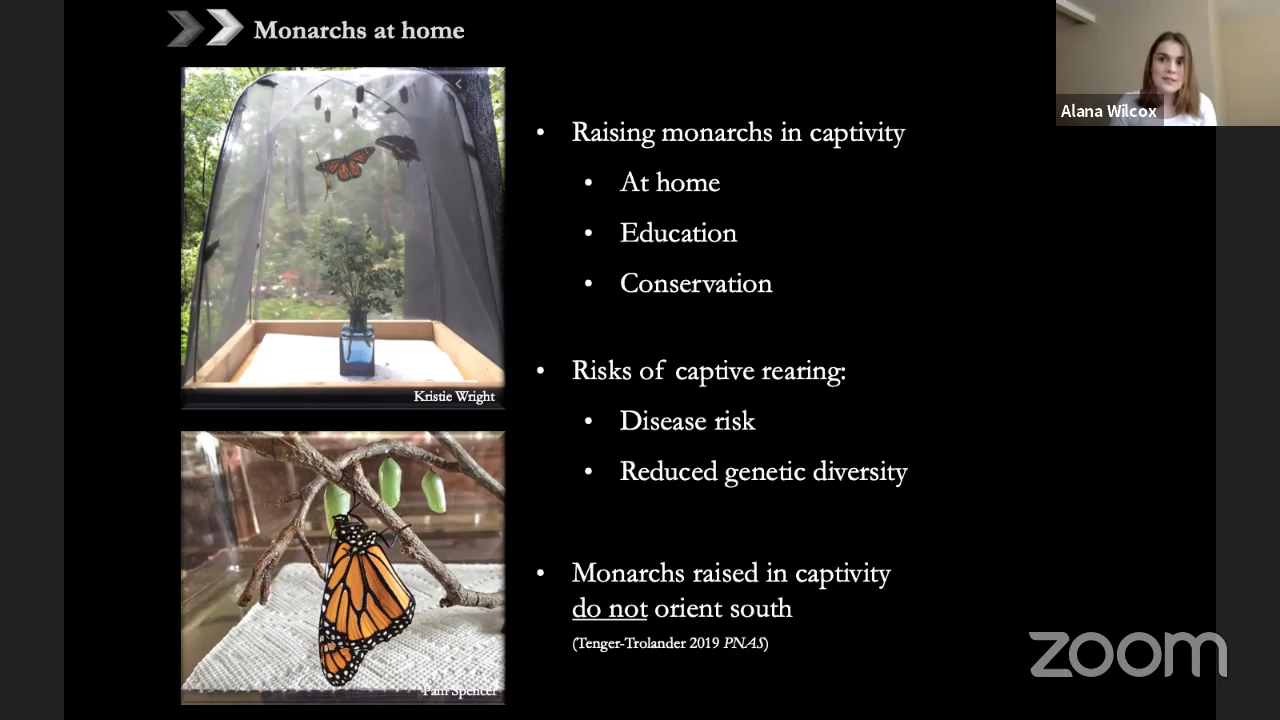 Monarchs at home
Alana Wilcox
• Raising monarchs in captivity
• At home
• Education
• Conservation
Kristie Wright
• Risks of captive rearing:
• Disease risk
• Reduced genetic diversity
• Monarchs raised in captivity
do not orient south
(Tenger-Trolander 2019 PNAS)
Pam Spencer
zoom